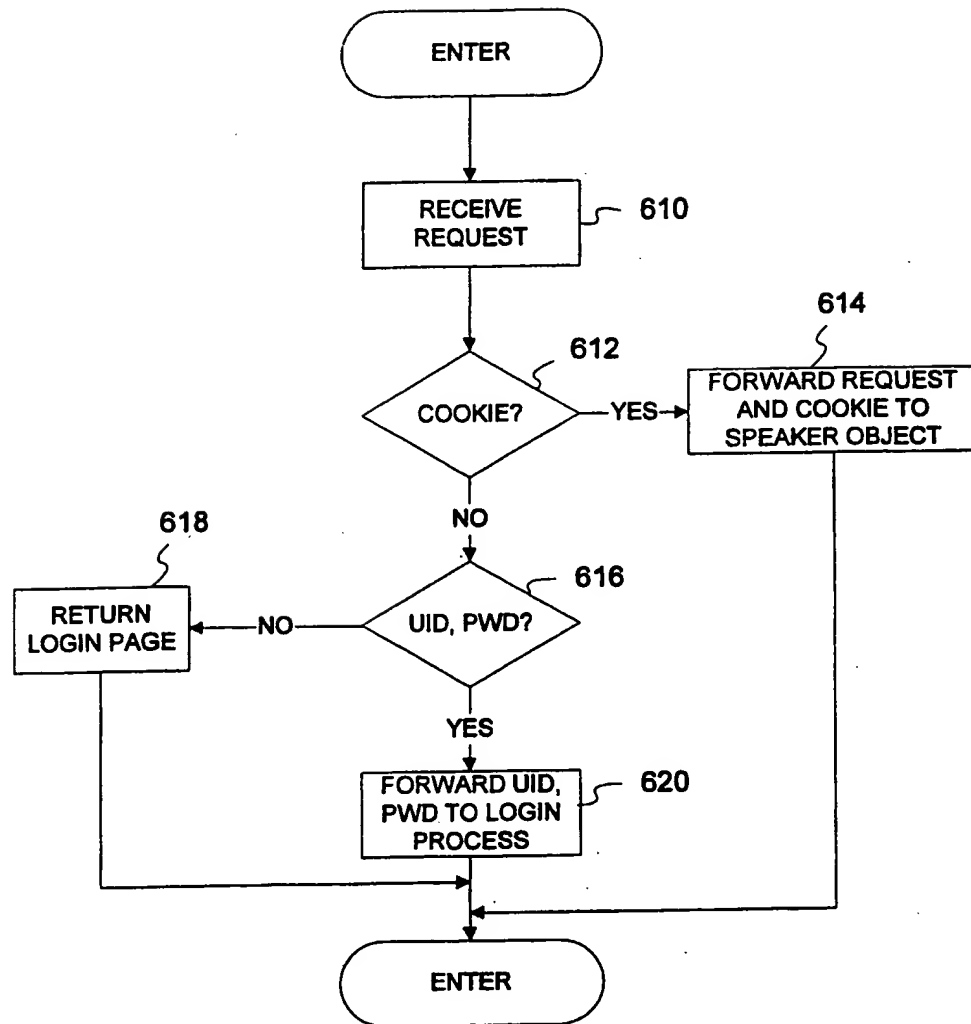 ENTER
RECEIVE
REQUEST
610
612
614
COOKIE?
YES
FORWARD REQUEST
AND COOKIE TO
SPEAKER OBJECT
NO
618
616
RETURN
LOGIN PAGE
NO
UID, PWD?
YES
FORWARD UID,
PWD TO LOGIN
PROCESS
620
ENTER